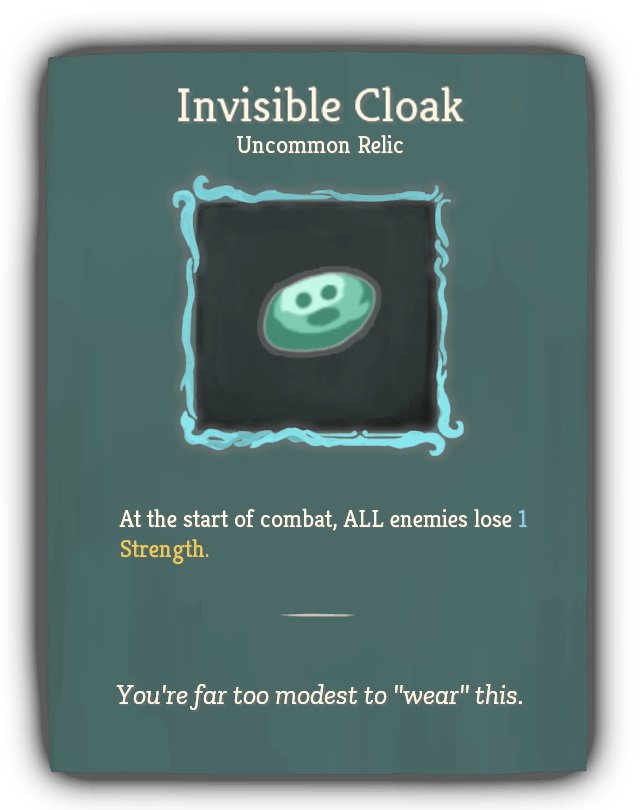 Invisible Cloak
Uncommon Relic
At the start of combat, ALL enemies lose 1
Strength.
You're far too modest to "wear" this.